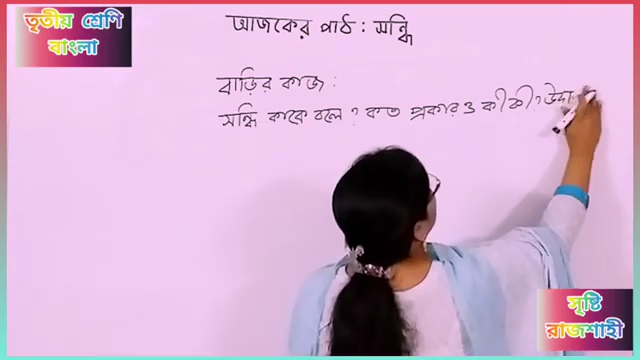 তৃতীয় শ্রেণি
বাংলা
আজকের পাঠ : সন্ধি
বাড়ির কাজ :
সন্ধি কাকে বলে ? কত প্রকার ও কী কী ? উদা
সৃষ্টি
রাজশাহী